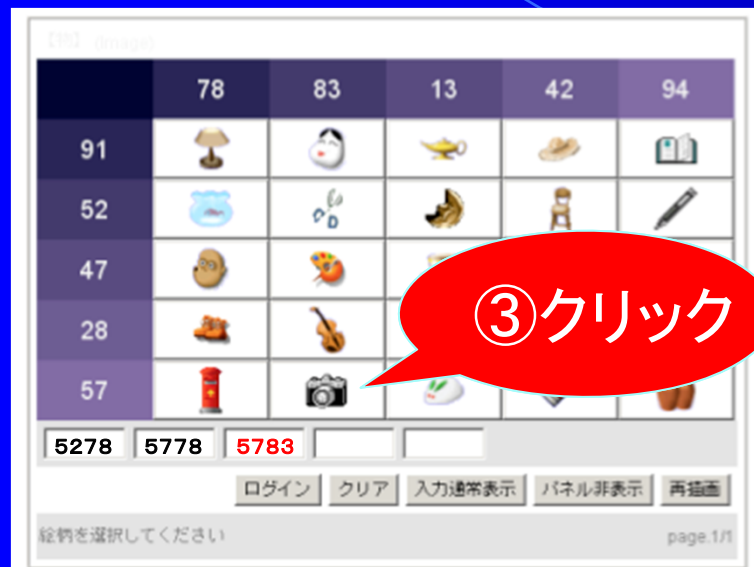 【物】 dmagic
78 83 13 42 94
91
52
47
28
57
③クリック
5278 5778 5783
ログイン クリア 入力通常表示 パネル非表示 再描画
絵柄を選択してください page.1/1